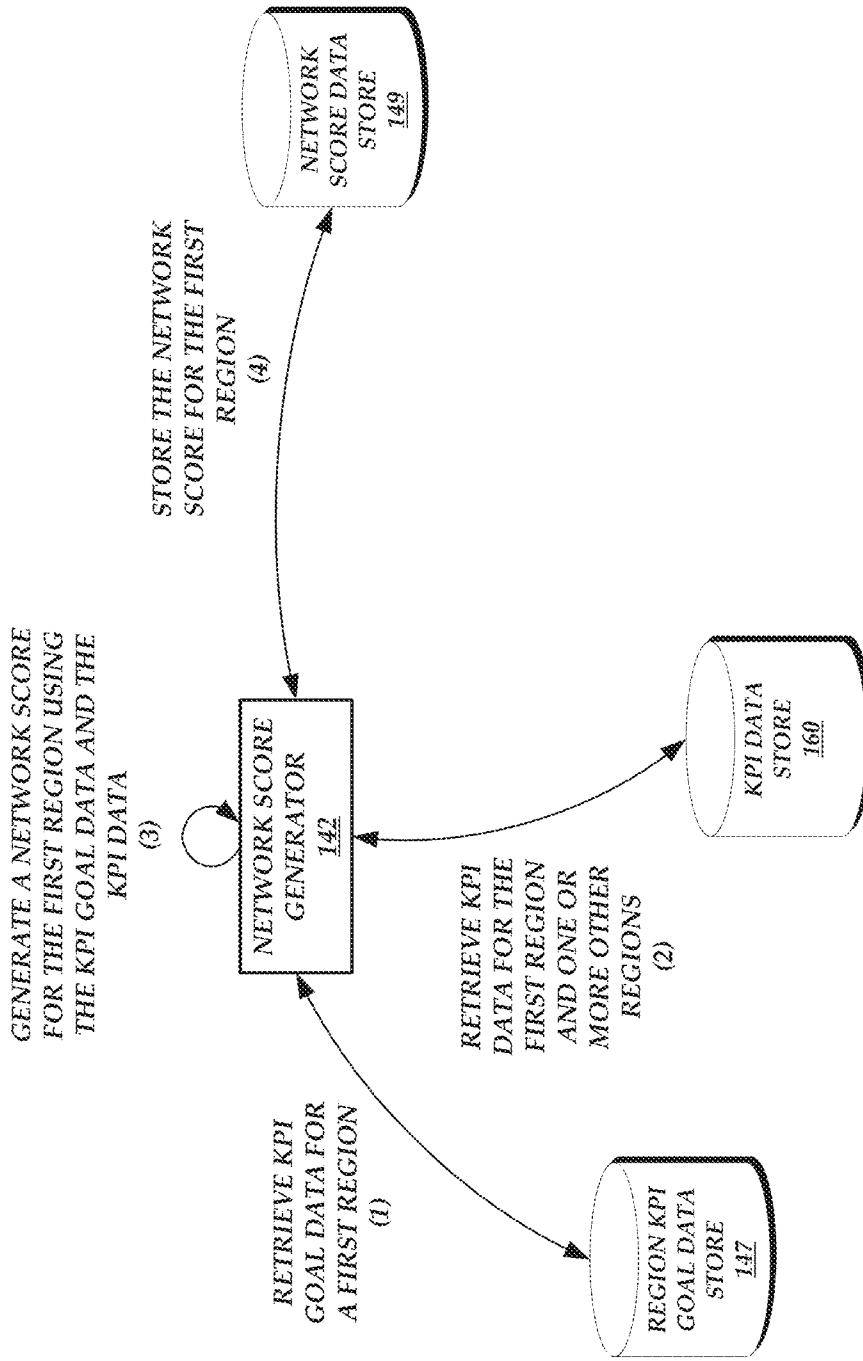 GENERATE A NETWORK SCORE
FOR THE FIRST REGION USING
THE KPI GOAL DATA AND THE
KPI DATA
(3)
RETRIEVE KPI
GOAL DATA FOR
A FIRST REGION
(1)
NETWORK SCORE
GENERATOR
142
STORE THE NETWORK
SCORE FOR THE FIRST
REGION
(4)
NETWORK
SCORE DATA
STORE
149
RETRIEVE KPI
DATA FOR THE
FIRST REGION
AND ONE OR
MORE OTHER
REGIONS
(2)
REGION KPI
GOAL DATA
STORE
147
KPI DATA
STORE
160